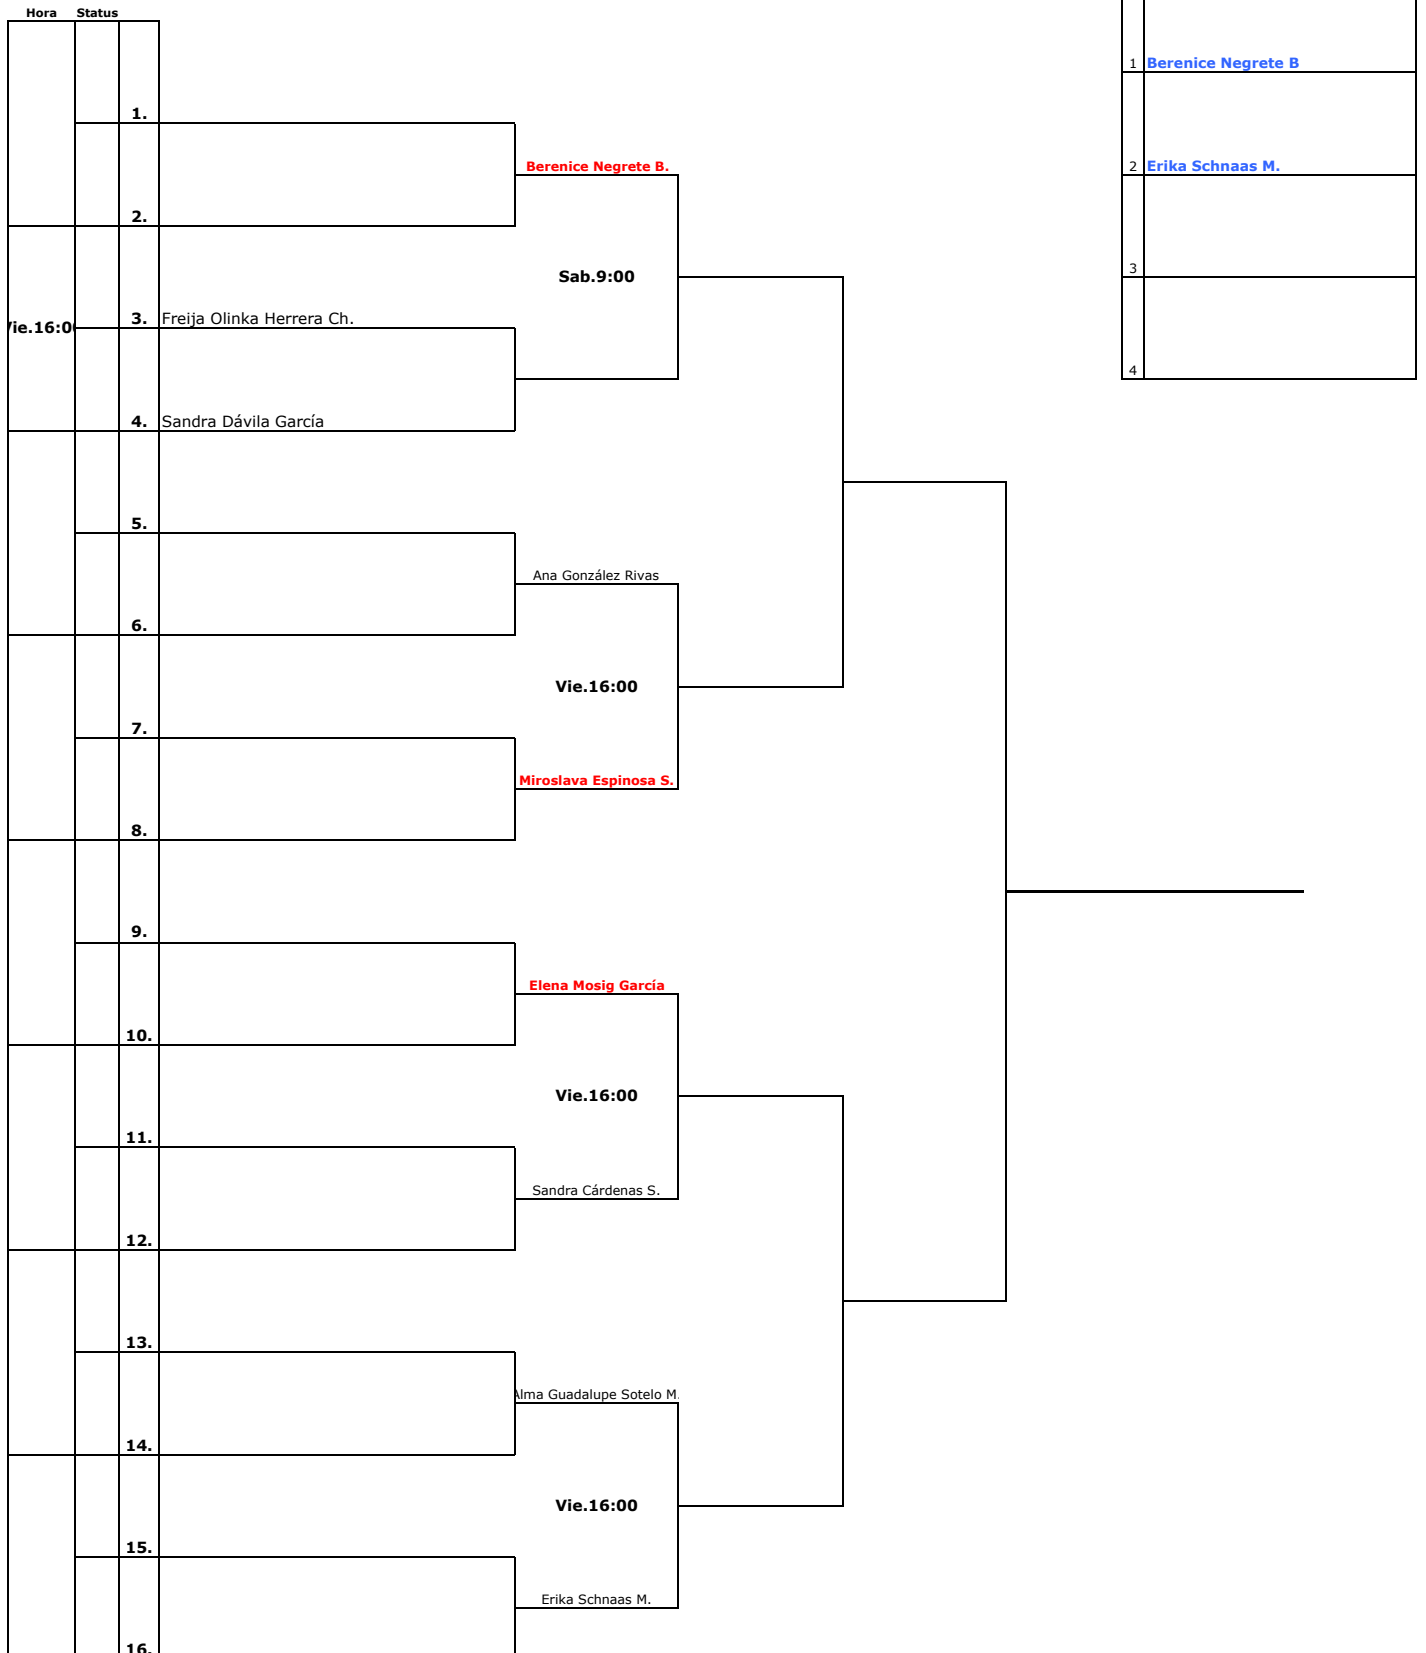 Hora Status
1 Berenice Negrete B
1.
Berenice Negrete B.
2 Erika Schnaas M.
2.
Sab.9:00
3
3. Freija Olinka Herrera Ch.
Vie.16:00
4
4. Sandra Dávila García
5.
Ana González Rivas
6.
Vie.16:00
7.
Miroslava Espinosa S.
8.
9.
Elena Mosig García
10.
Vie.16:00
11.
Sandra Cárdenas S.
12.
13.
Alma Guadalupe Sotelo M.
14.
Vie.16:00
15.
Erika Schnaas M.
16.